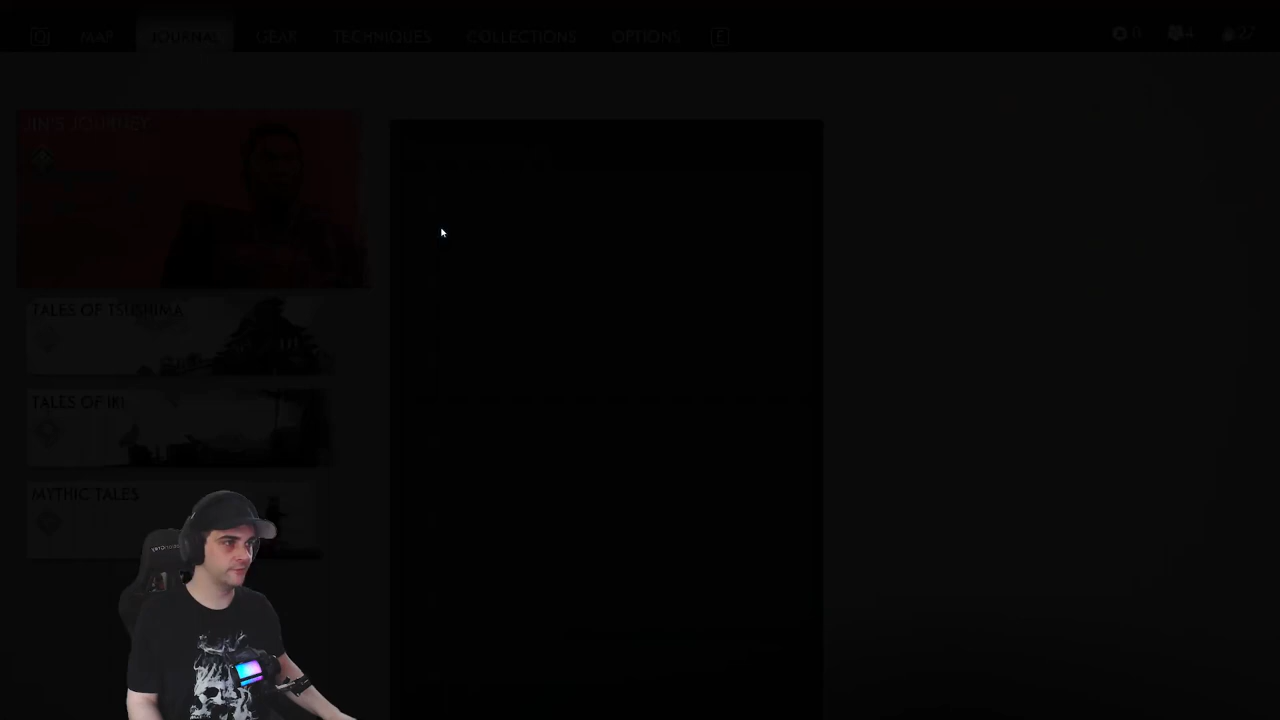 Q MAP JOURNAL GEAR TECHNIQUES COLLECTIONS OPTIONS E
JIN'S JOURNEY
TALES OF TSUSHIMA
TALES OF IKI
MYTHIC TALES